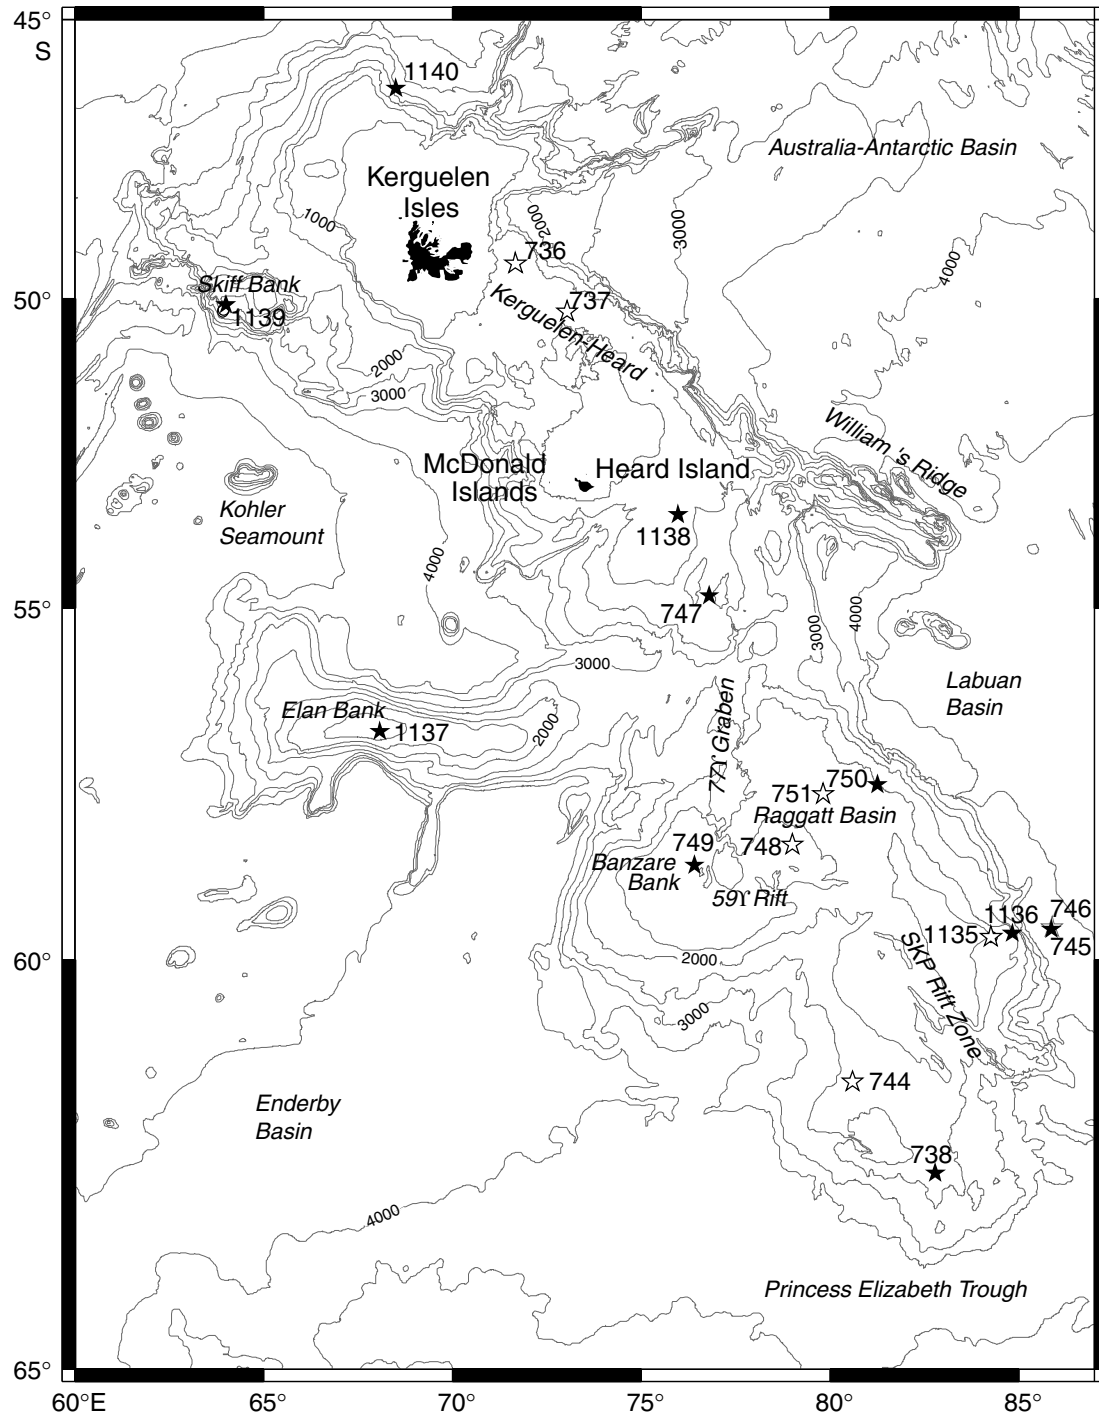 45°
S
1140
Australia-Antarctic Basin
Kerguelen
Isles
1000
2000
3000
736
4000
Skiff Bank
50°
737
1139
Kerguelen-Heard
2000
3000
William 's Ridge
McDonald
Islands
Heard Island
Kohler
Seamount
1138
4000
55°
747
3000
4000
3000
Labuan
Basin
Elan Bank
2000
1137
77ϒ Graben
751
750
Raggatt Basin
749
748
Banzare
Bank
59ϒ Rift
1136
746
1135
745
SKP Rift Zone
60°
2000
3000
744
Enderby
Basin
738
4000
Princess Elizabeth Trough
65°
60°E
65°
70°
75°
80°
85°